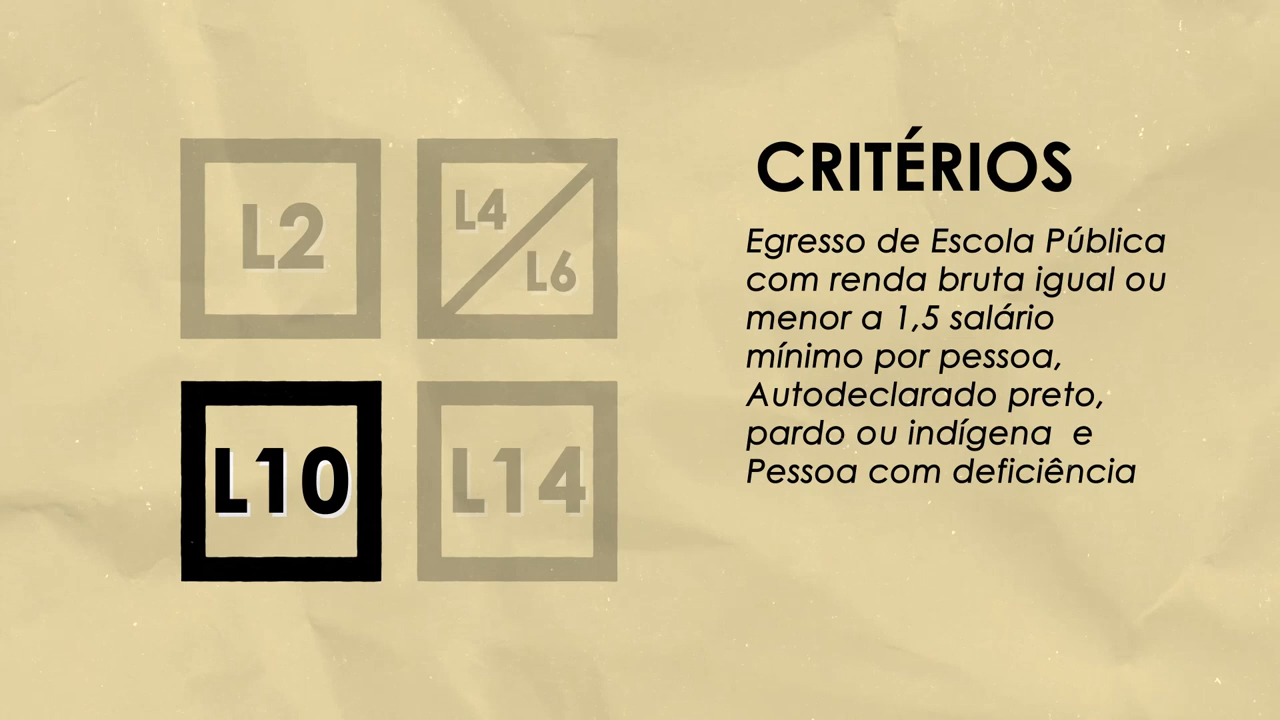 L2
L4
L6
L10
L14
CRITÉRIOS
Egresso de Escola Pública
com renda bruta igual ou
menor a 1,5 salário
mínimo por pessoa,
Autodeclarado preto,
pardo ou indígena e
Pessoa com deficiência